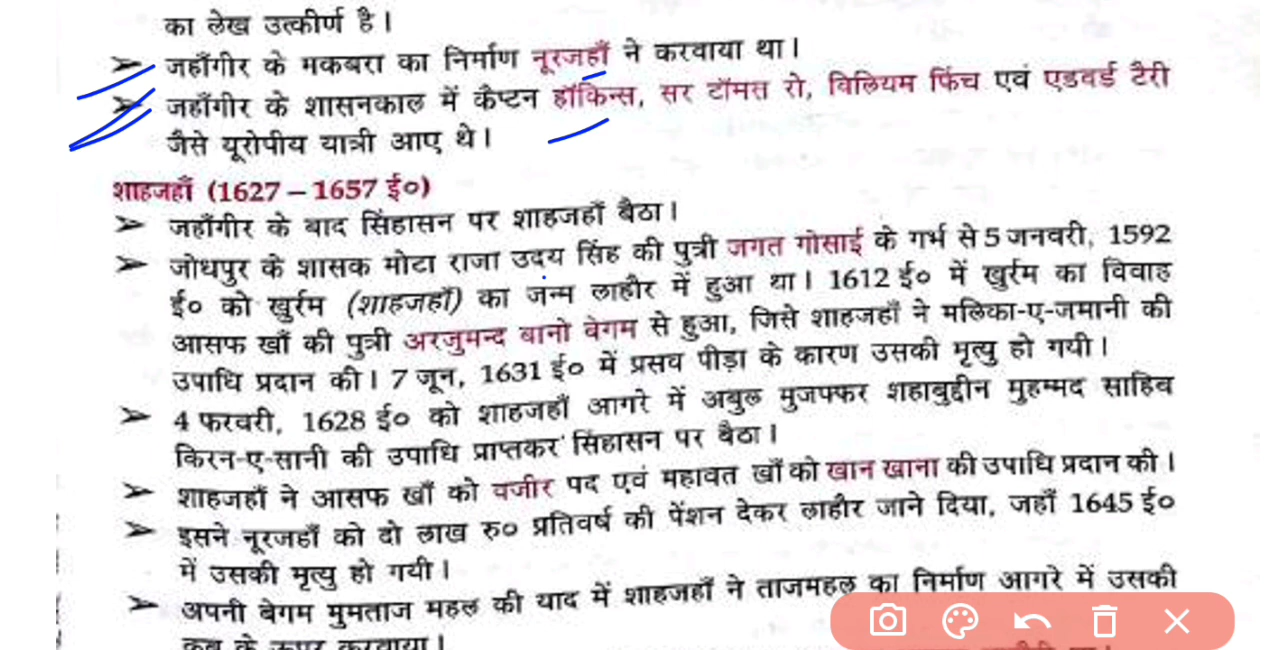 का लेख उत्कीर्ण है।
➢ जहाँगीर के मकबरा का निर्माण नूरजहाँ ने करवाया था।
➢ जहाँगीर के शासनकाल में कैप्टन हॉकिन्स, सर टॉमस रो, विलियम फिंच एवं एडवर्ड टैरी
जैसे यूरोपीय यात्री आए थे।
शाहजहाँ (1627 – 1657 ई०)
➢ जहाँगीर के बाद सिंहासन पर शाहजहाँ बैठा।
➢ जोधपुर के शासक मोटा राजा उदय सिंह की पुत्री जगत गोसाई के गर्भ से 5 जनवरी, 1592
ई० को खुर्रम (शाहजहाँ) का जन्म लाहौर में हुआ था। 1612 ई० में खुर्रम का विवाह
आसफ खाँ की पुत्री अरजुमन्द बानो बेगम से हुआ, जिसे शाहजहाँ ने मलिका-ए-जमानी की
उपाधि प्रदान की। 7 जून, 1631 ई० में प्रसव पीड़ा के कारण उसकी मृत्यु हो गयी।
➢ 4 फरवरी, 1628 ई० को शाहजहाँ आगरे में अबुल मुजफ्फर शहाबुद्दीन मुहम्मद साहिब
किरन-ए-सानी की उपाधि प्राप्तकर सिंहासन पर बैठा।
➢ शाहजहाँ ने आसफ खाँ को वजीर पद एवं महावत खाँ को खान खाना की उपाधि प्रदान की।
➢ इसने नूरजहाँ को दो लाख रु० प्रतिवर्ष की पेंशन देकर लाहौर जाने दिया, जहाँ 1645 ई०
में उसकी मृत्यु हो गयी।
➢ अपनी बेगम मुमताज महल की याद में शाहजहाँ ने ताजमहल का निर्माण आगरे में उसकी
कब्र के ऊपर करवाया।